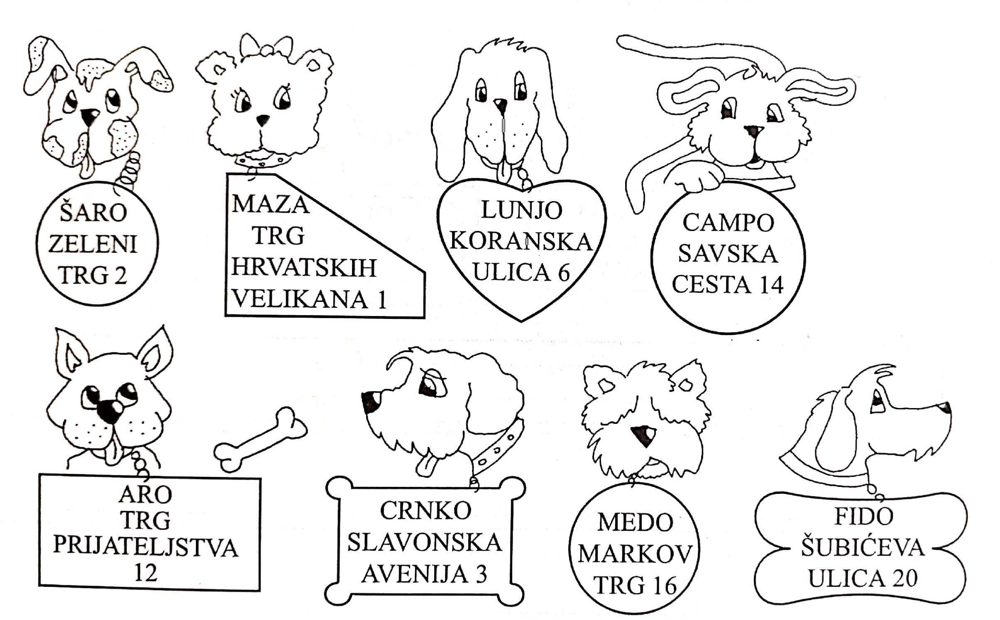 ŠARO
ZELENI
TRG 2
MAZA
TRG
HRVATSKIH
VELIKANA 1
LUNJO
KORANSKA
ULICA 6
CAMPO
SAVSKA
CESTA 14
ARO
TRG
PRIJATELJSTVA
12
CRNKO
SLAVONSKA
AVENIJA 3
MEDO
MARKOV
TRG 16
FIDO
ŠUBIĆEVA
ULICA 20